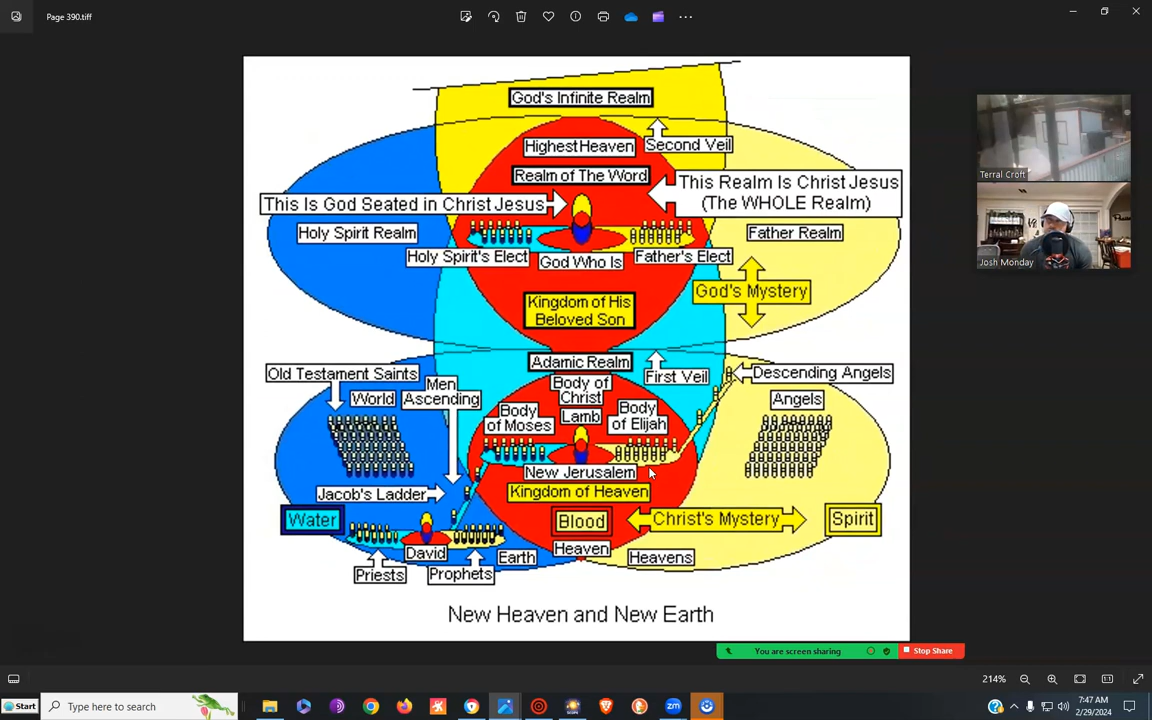 Page 390.tiff
God's Infinite Realm
Highest Heaven
Second Veil
Realm of The Word
This Realm Is Christ Jesus
(The WHOLE Realm)
This Is God Seated in Christ Jesus
Holy Spirit Realm
Father Realm
Holy Spirit's Elect
God Who Is
Father's Elect
God's Mystery
Kingdom of His
Beloved Son
Adamic Realm
Old Testament Saints
World
Men
Ascending
Body of
Christ
First Veil
Descending Angels
Angels
Body
of Moses
Lamb
Body
of Elijah
New Jerusalem
Jacob's Ladder
Kingdom of Heaven
Water
Blood
Christ's Mystery
Spirit
David
Earth
Heaven
Heavens
Priests
Prophets
New Heaven and New Earth
Terral Croft
Josh Monday
You are screen sharing
Stop Share
214%
1:1
Start
Type here to search
zm
7:47 AM
2/29/2024